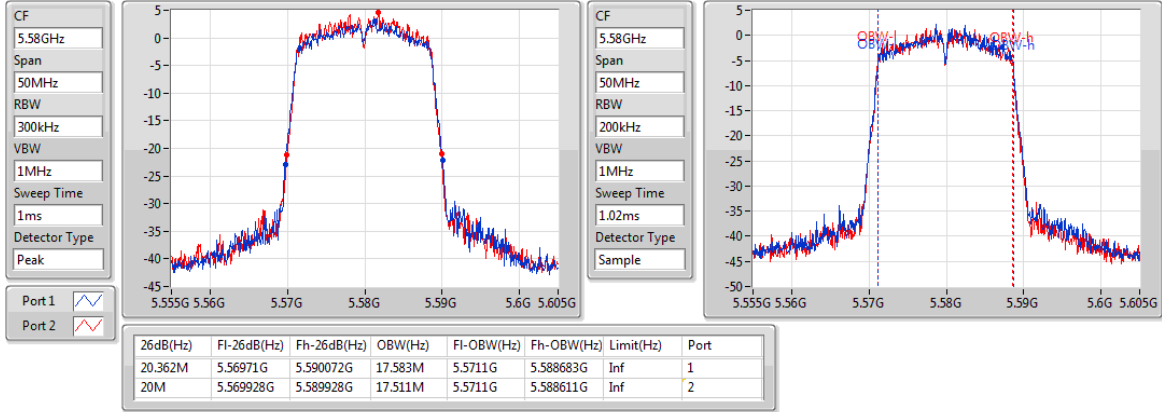 CF
5.58GHz
Span
50MHz
RBW
300kHz
VBW
1MHz
Sweep Time
1ms
Detector Type
Peak
Port 1
Port 2
5
0
-5
-10
-15
-20
-25
-30
-35
-40
-45
5.555G 5.56G 5.57G 5.58G 5.59G 5.6G 5.605G
CF
5.58GHz
Span
50MHz
RBW
200kHz
VBW
1MHz
Sweep Time
1.02ms
Detector Type
Sample
5
0
-5
-10
-15
-20
-25
-30
-35
-40
-45
-50
OBW-l OBW-h
OBW-l OBW-h
5.555G 5.56G 5.57G 5.58G 5.59G 5.6G 5.605G
26dB(Hz) Fl-26dB(Hz) Fh-26dB(Hz) OBW(Hz) Fl-OBW(Hz) Fh-OBW(Hz) Limit(Hz) Port
20.362M 5.56971G 5.590072G 17.583M 5.5711G 5.588683G Inf 1
20M 5.569928G 5.589928G 17.511M 5.5711G 5.588611G Inf 2